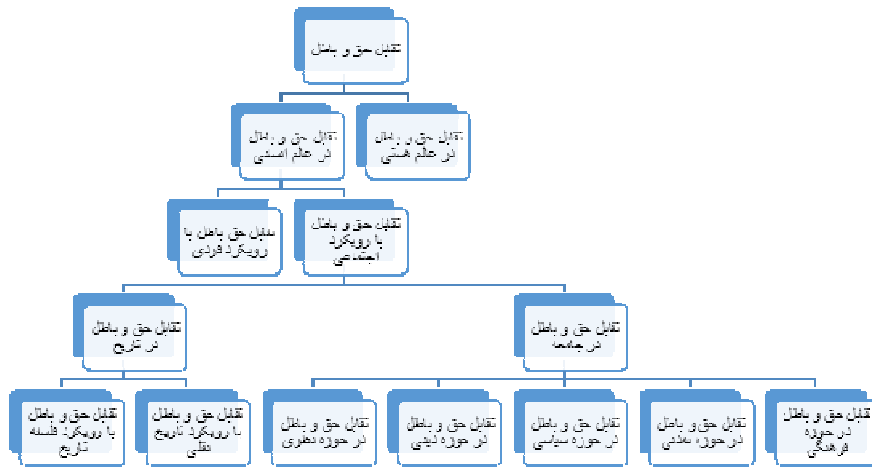 تقابل حق و باطل
تقابل حق و باطل
در عالم هستی
تقابل حق و باطل
در عالم انسانی
تقابل حق و باطل
با رویکرد
اجتماعی
تقابل حق باطل با
رویکرد فردی
تقابل حق و باطل
در جامعه
تقابل حق و باطل
در تاریخ
تقابل حق و باطل
در حوزه
فرهنگی
تقابل حق و باطل
در حوزه تمدنی
تقابل حق و باطل
در حوزه سیاسی
تقابل حق و باطل
در حوزه دینی
تقابل حق و باطل
در حوزه
تقابل حق و باطل
با رویکرد تاریخ
نقلی
تقابل حق و باطل
با رویکرد فلسفه
تاریخ